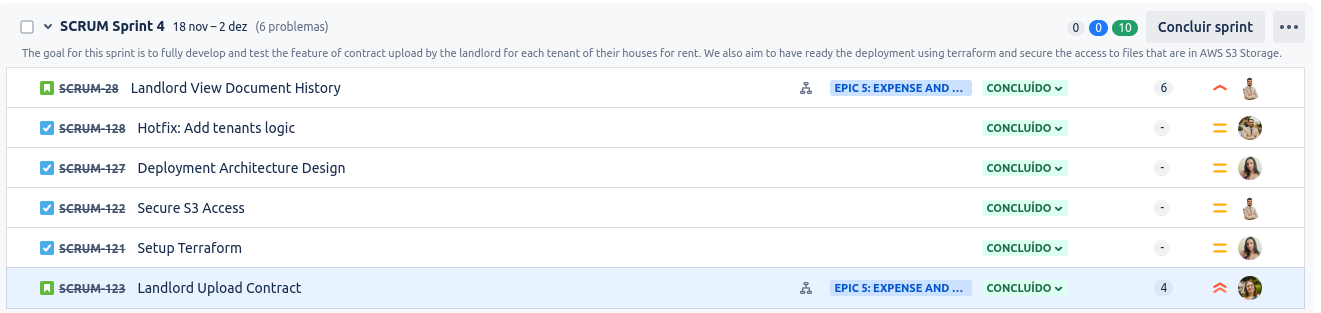 SCRUM Sprint 4 18 nov – 2 dez (6 problemas) 0 0 10 Concluir sprint
The goal for this sprint is to fully develop and test the feature of contract upload by the landlord for each tenant of their houses for rent. We also aim to have ready the deployment using terraform and secure the access to files that are in AWS S3 Storage.
SCRUM-28 Landlord View Document History EPIC 5: EXPENSE AND ... CONCLUÍDO 6
SCRUM-128 Hotfix: Add tenants logic CONCLUÍDO -
SCRUM-127 Deployment Architecture Design CONCLUÍDO -
SCRUM-122 Secure S3 Access CONCLUÍDO -
SCRUM-121 Setup Terraform CONCLUÍDO -
SCRUM-123 Landlord Upload Contract EPIC 5: EXPENSE AND ... CONCLUÍDO 4